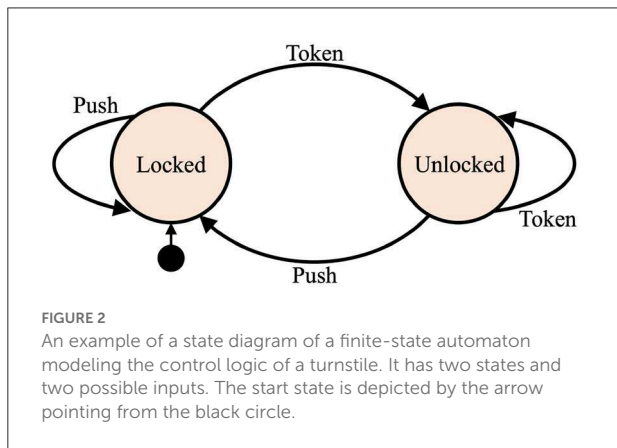 Token
Push
Locked
Unlocked
Token
Push
FIGURE 2
An example of a state diagram of a finite-state automaton
modeling the control logic of a turnstile. It has two states and
two possible inputs. The start state is depicted by the arrow
pointing from the black circle.